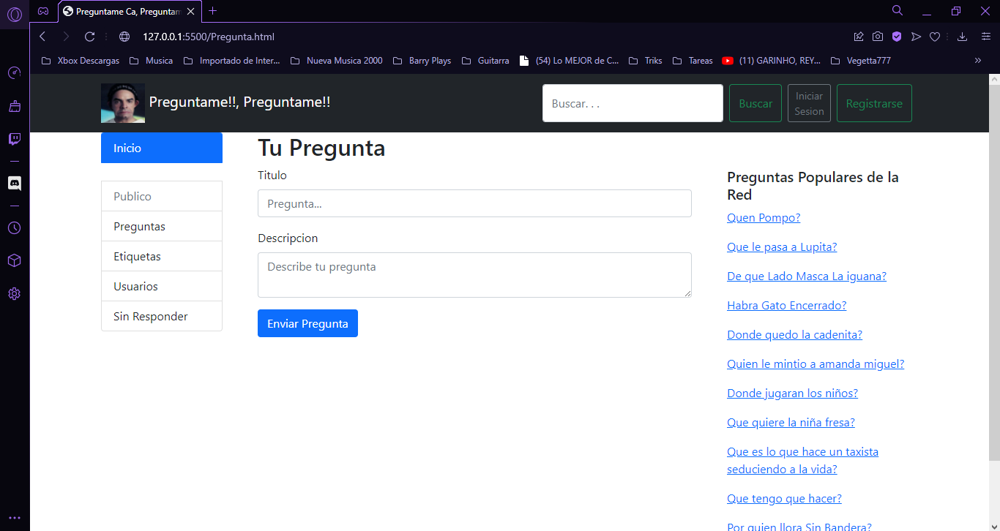 Preguntame Ca, Preguntam
127.0.0.1:5500/Pregunta.html
Xbox Descargas
Musica
Importado de Inter...
Nueva Musica 2000
Barry Plays
Guitarra
(54) Lo MEJOR de C...
Triks
Tareas
(11) GARINHO, REY...
Vegetta777
Preguntame!!, Preguntame!!
Buscar. . .
Buscar
Iniciar
Sesion
Registrarse
Inicio
Publico
Preguntas
Etiquetas
Usuarios
Sin Responder
Tu Pregunta
Titulo
Pregunta...
Descripcion
Describe tu pregunta
Enviar Pregunta
Preguntas Populares de la
Red
Quen Pompo?
Que le pasa a Lupita?
De que Lado Masca La iguana?
Habra Gato Encerrado?
Donde quedo la cadenita?
Quien le mintio a amanda miguel?
Donde jugaran los niños?
Que quiere la niña fresa?
Que es lo que hace un taxista
seduciendo a la vida?
Que tengo que hacer?
Por quien llora Sin Bandera?